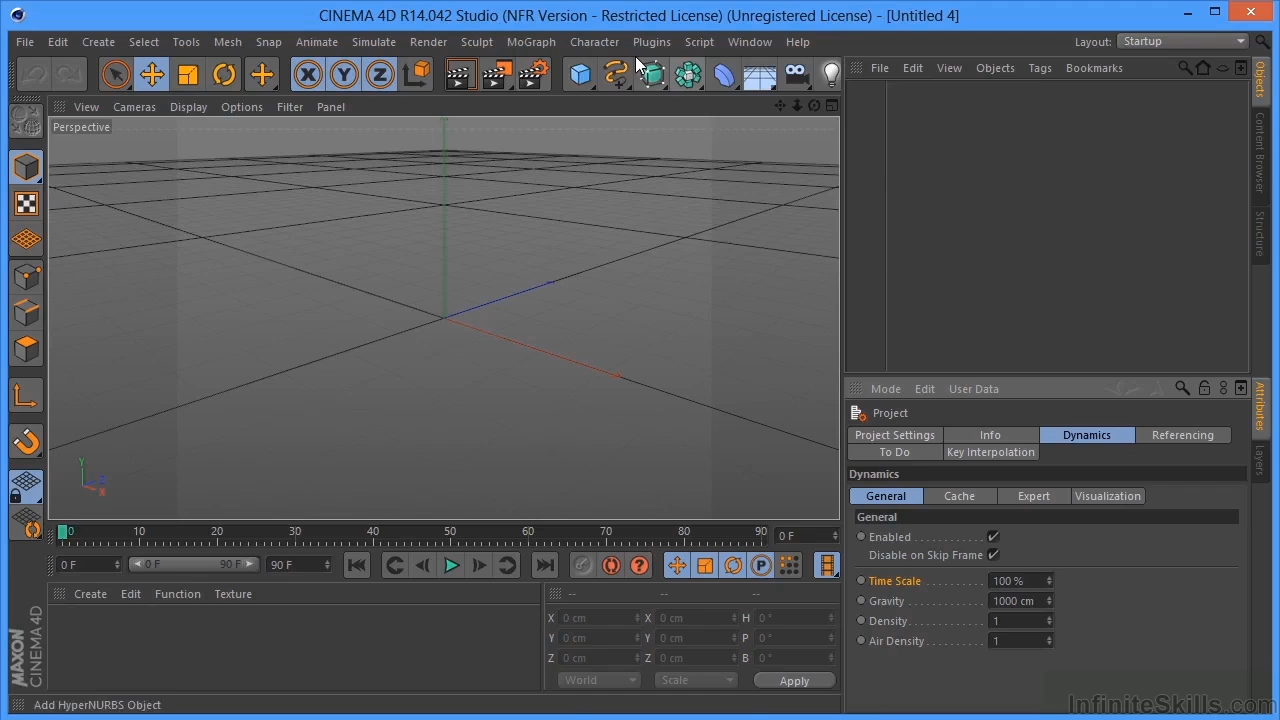 CINEMA 4D R14.042 Studio (NFR Version - Restricted License) (Unregistered License) - [Untitled 4]
File Edit Create Select Tools Mesh Snap Animate Simulate Render Sculpt MoGraph Character Plugins Script Window Help Layout: Startup
X Y Z
File Edit View Objects Tags Bookmarks
Objects
Content Browser
Structure
View Cameras Display Options Filter Panel
Perspective
Y
Z
X
Mode Edit User Data
Attributes
Layers
Project
Project Settings Info Dynamics Referencing
To Do Key Interpolation
Dynamics
General Cache Expert Visualization
General
Enabled
Disable on Skip Frame
Time Scale 100 %
Gravity 1000 cm
Density 1
Air Density 1
0 10 20 30 40 50 60 70 80 90 0 F
0 F 0 F 90 F 90 F P
Create Edit Function Texture
-- -- --
X 0 cm X 0 cm H 0 °
Y 0 cm Y 0 cm P 0 °
Z 0 cm Z 0 cm B 0 °
World Scale Apply
MAXON
CINEMA 4D
Add HyperNURBS Object
InfiniteSkills.com